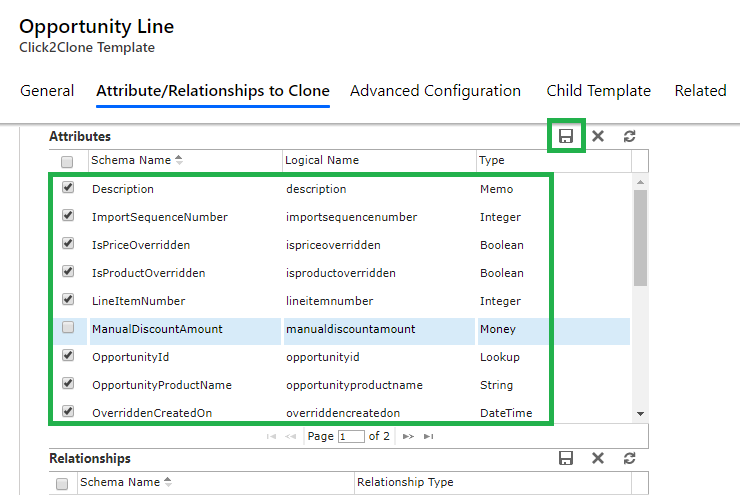 Opportunity Line
Click2Clone Template
General Attribute/Relationships to Clone Advanced Configuration Child Template Related
Attributes
Schema Name Logical Name Type
Description description Memo
ImportSequenceNumber importsequencenumber Integer
IsPriceOverridden ispriceoverridden Boolean
IsProductOverridden isproductoverridden Boolean
LineItemNumber lineitemnumber Integer
ManualDiscountAmount manualdiscountamount Money
OpportunityId opportunityid Lookup
OpportunityProductName opportunityproductname String
OverriddenCreatedOn overriddencreatedon DateTime
Page 1 of 2
Relationships
Schema Name Relationship Type